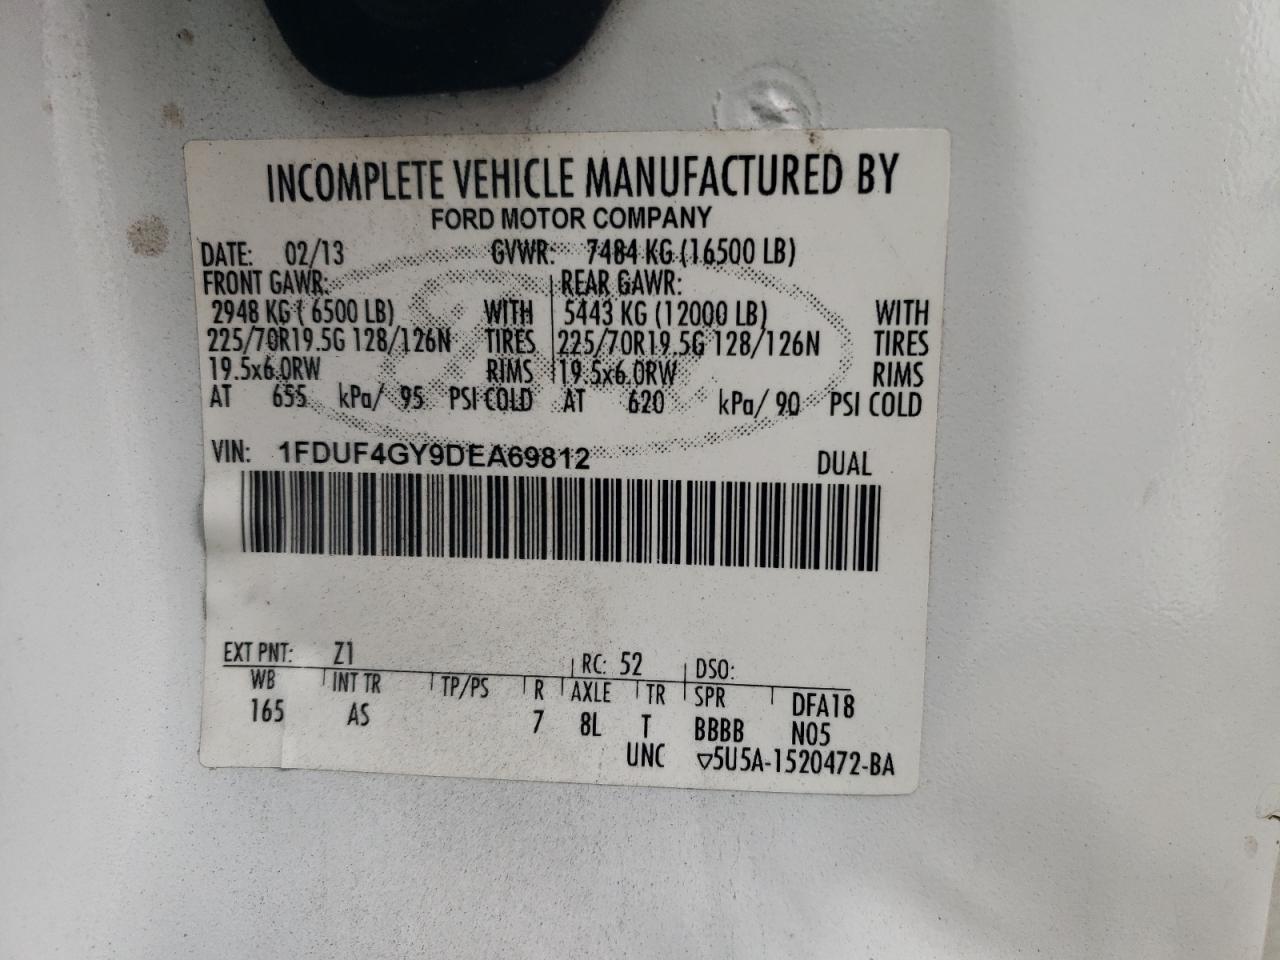 INCOMPLETE VEHICLE MANUFACTURED BY
FORD MOTOR COMPANY
DATE: 02/13 GVWR: 7484 KG (16500 LB)
FRONT GAWR: REAR GAWR:
2948 KG ( 6500 LB) WITH 5443 KG (12000 LB) WITH
225/70R19.5G 128/126N TIRES 225/70R19.5G 128/126N TIRES
19.5x6.0RW RIMS 19.5x6.0RW RIMS
AT 655 kPa/ 95 PSI COLD AT 620 kPa/ 90 PSI COLD
VIN: 1FDUF4GY9DEA69812 DUAL
EXT PNT: Z1 RC: 52 DSO:
WB INT TR TP/PS R AXLE TR SPR DFA18
165 AS 7 8L T BBBB N05
UNC ▽5U5A-1520472-BA